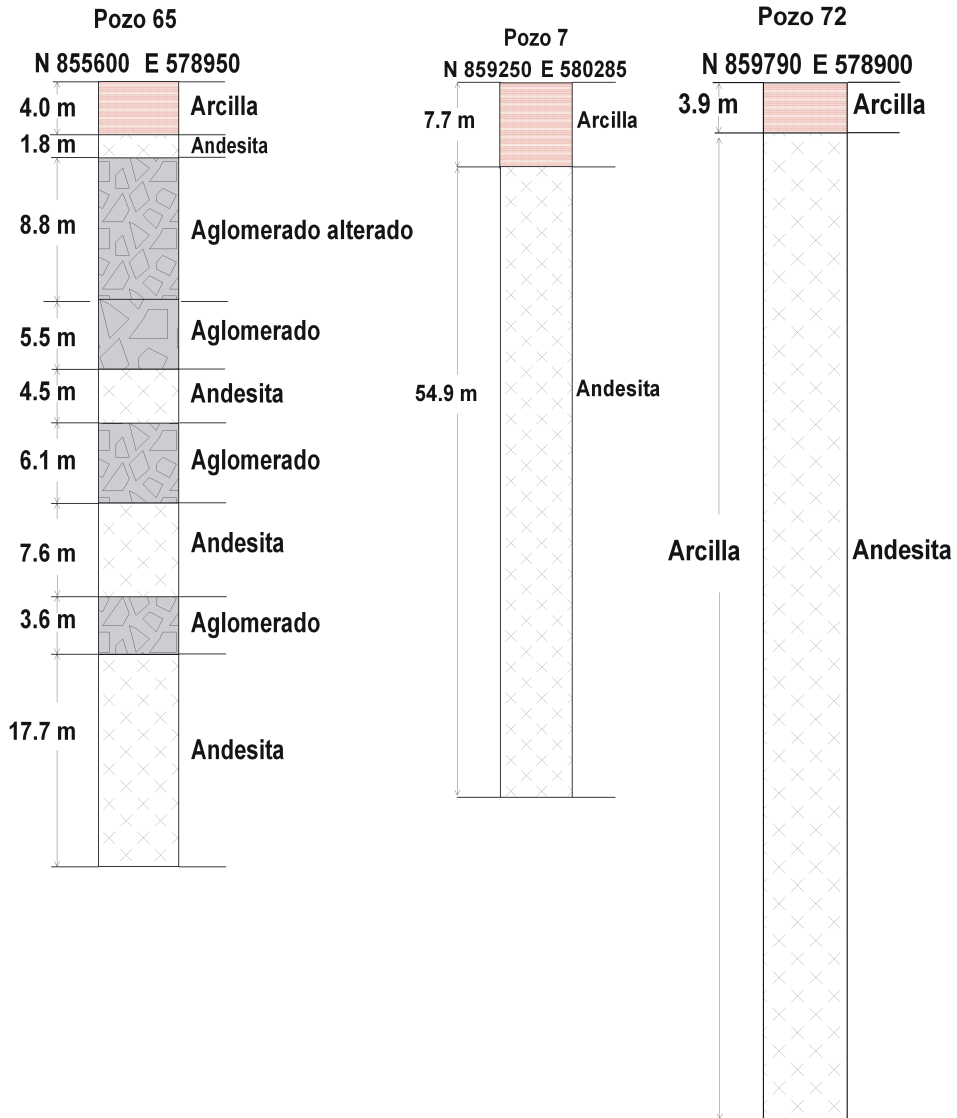 Pozo 65
N 855600 E 578950
4.0 m
Arcilla
1.8 m
Andesita
8.8 m
Aglomerado alterado
5.5 m
Aglomerado
4.5 m
Andesita
6.1 m
Aglomerado
7.6 m
Andesita
3.6 m
Aglomerado
17.7 m
Andesita
Pozo 7
N 859250 E 580285
7.7 m
Arcilla
54.9 m
Andesita
Pozo 72
N 859790 E 578900
3.9 m
Arcilla
Arcilla
Andesita